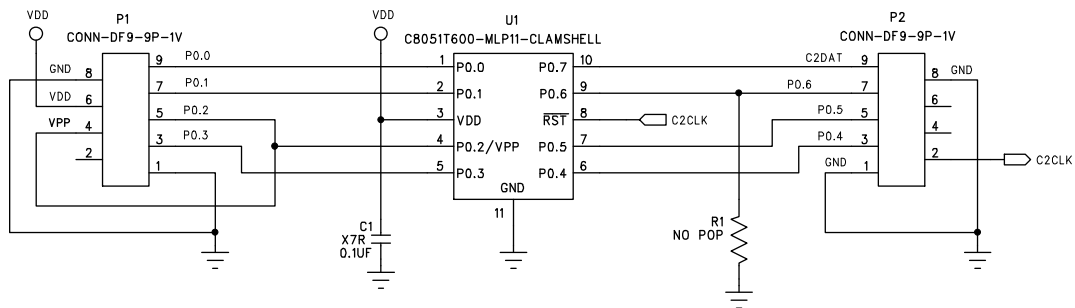 VDD
P1
CONN-DF9-9P-1V
GND 8
VDD 6
VPP 4
2
9 P0.0
7 P0.1
5 P0.2
3 P0.3
1
VDD
C1
X7R
0.1UF
U1
C8051T600-MLP11-CLAMSHELL
1 P0.0
2 P0.1
3 VDD
4 P0.2/VPP
5 P0.3
P0.7 10
P0.6 9
RST 8
P0.5 7
P0.4 6
GND
11
C2CLK
R1
NO POP
P2
CONN-DF9-9P-1V
C2DAT 9
P0.6 7
P0.5 5
P0.4 3
GND 1
8 GND
6
4
2
C2CLK